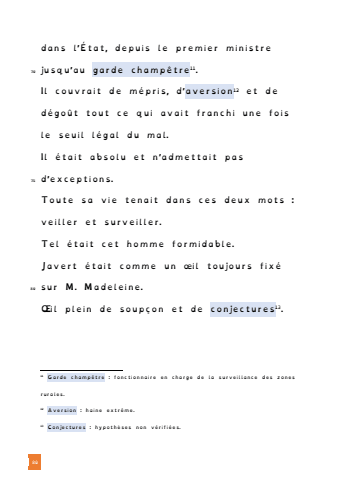 dans l'État, depuis le premier ministre
70 jusqu'au garde champêtre¹¹.
Il couvrait de mépris, d'aversion¹² et de
dégoût tout ce qui avait franchi une fois
le seuil légal du mal.
Il était absolu et n'admettait pas
75 d'exceptions.
Toute sa vie tenait dans ces deux mots :
veiller et surveiller.
Tel était cet homme formidable.
Javert était comme un œil toujours fixé
80 sur M. Madeleine.
Œil plein de soupçon et de conjectures¹³.
¹¹ Garde champêtre : fonctionnaire en charge de la surveillance des zones
rurales.
¹² Aversion : haine extrême.
¹³ Conjectures : hypothèses non vérifiées.